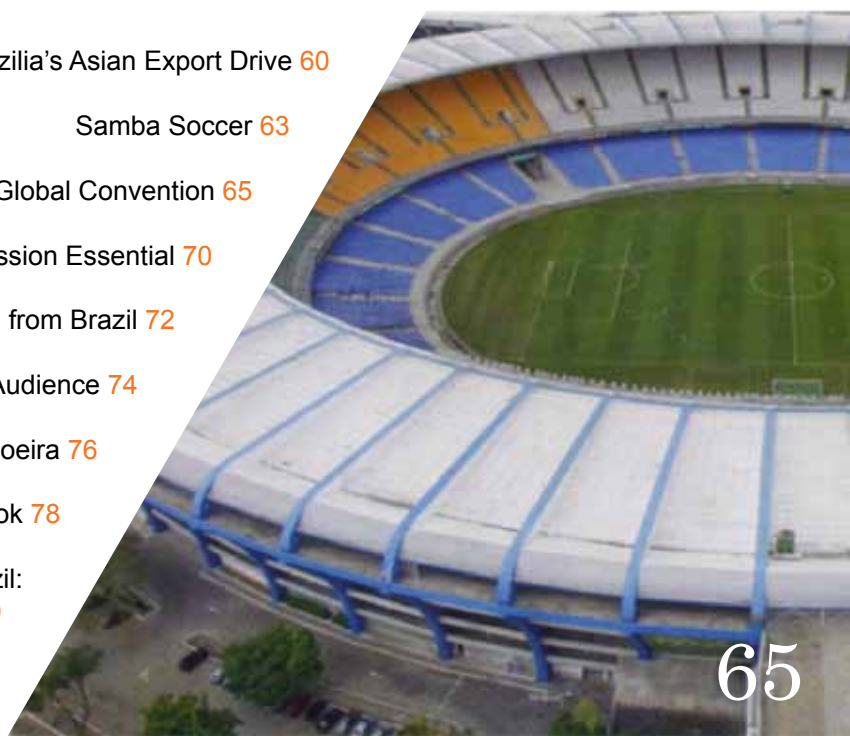 zilia's Asian Export Drive 60
Samba Soccer 63
Global Convention 65
ssion Essential 70
from Brazil 72
Audience 74
oeira 76
ok 78
zil:
65